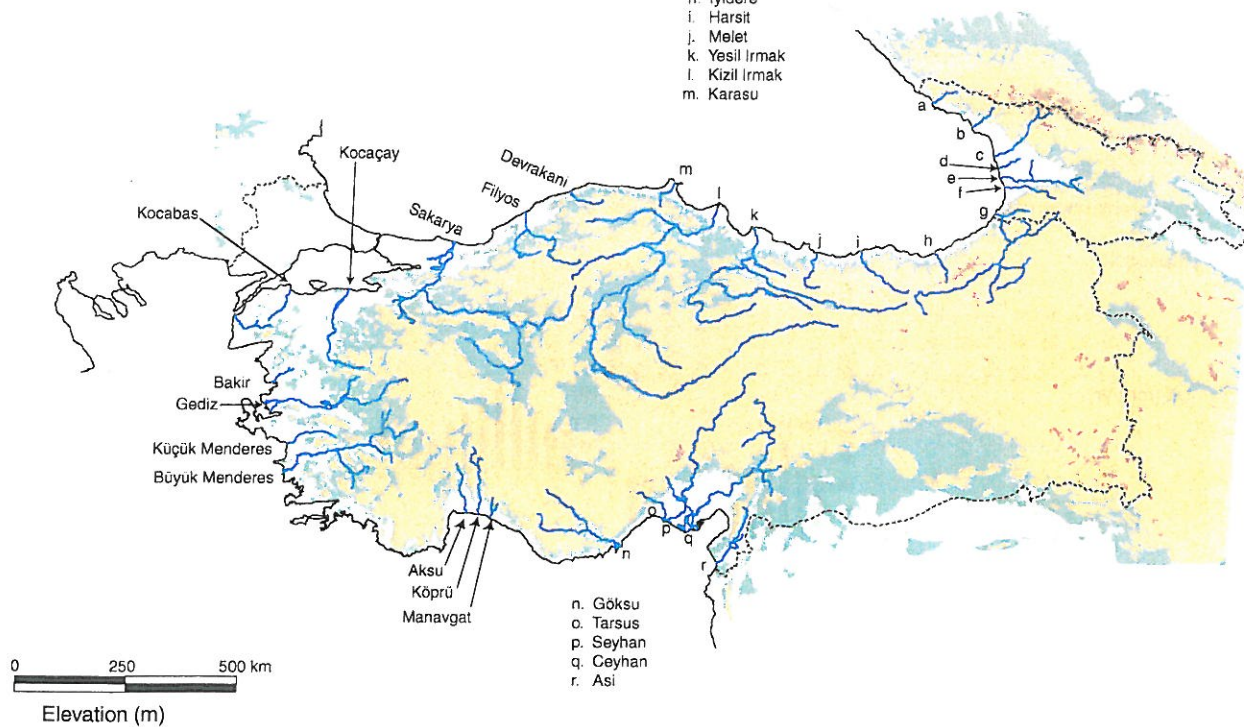 i. Harsit
j. Melet
k. Yesil Irmak
l. Kizil Irmak
m. Karasu
a
b
c
d
e
f
g
Kocaçay
Kocabas
Sakarya
Filyos
Devrakani
m
l
k
j
i
h
Bakir
Gediz
Küçük Menderes
Büyük Menderes
Aksu
Köprü
Manavgat
n
o
p
q
r
n. Göksu
o. Tarsus
p. Seyhan
q. Ceyhan
r. Asi
0 250 500 km
Elevation (m)